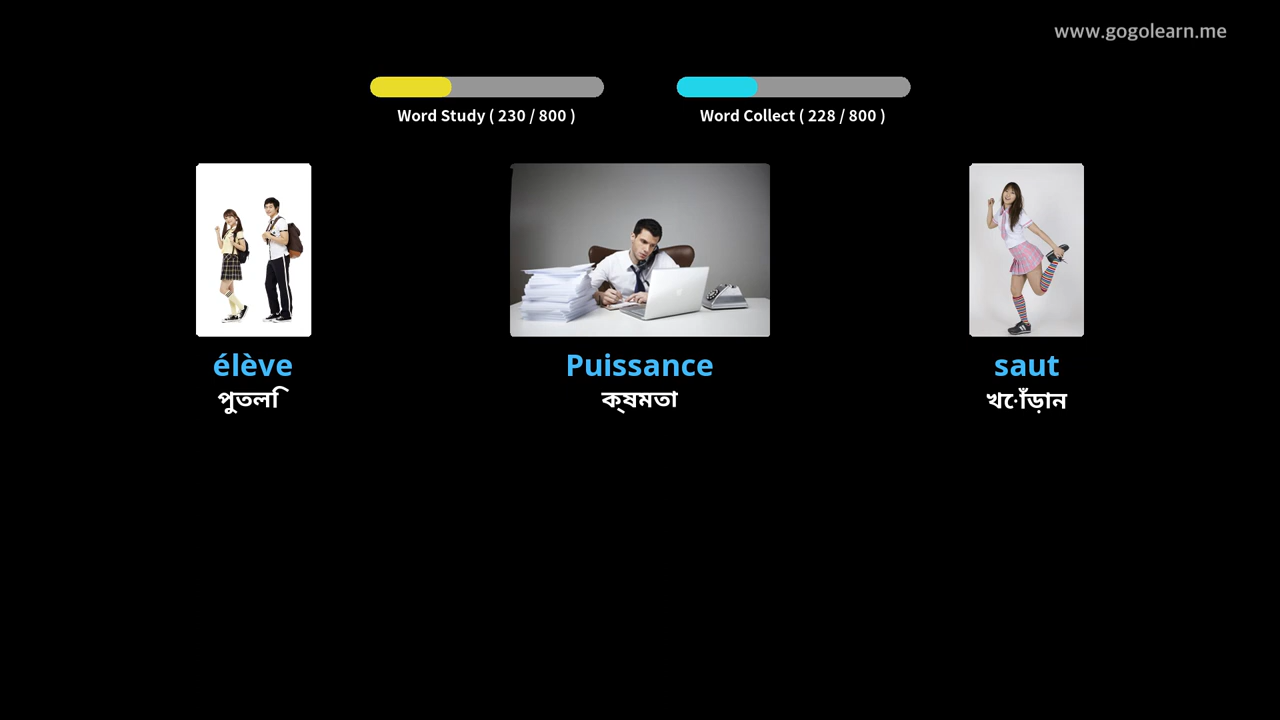 www.gogolearn.me
Word Study ( 230 / 800 )
Word Collect ( 228 / 800 )
élève
পুতলি
Puissance
ক্ষমতা
saut
খোঁড়ান